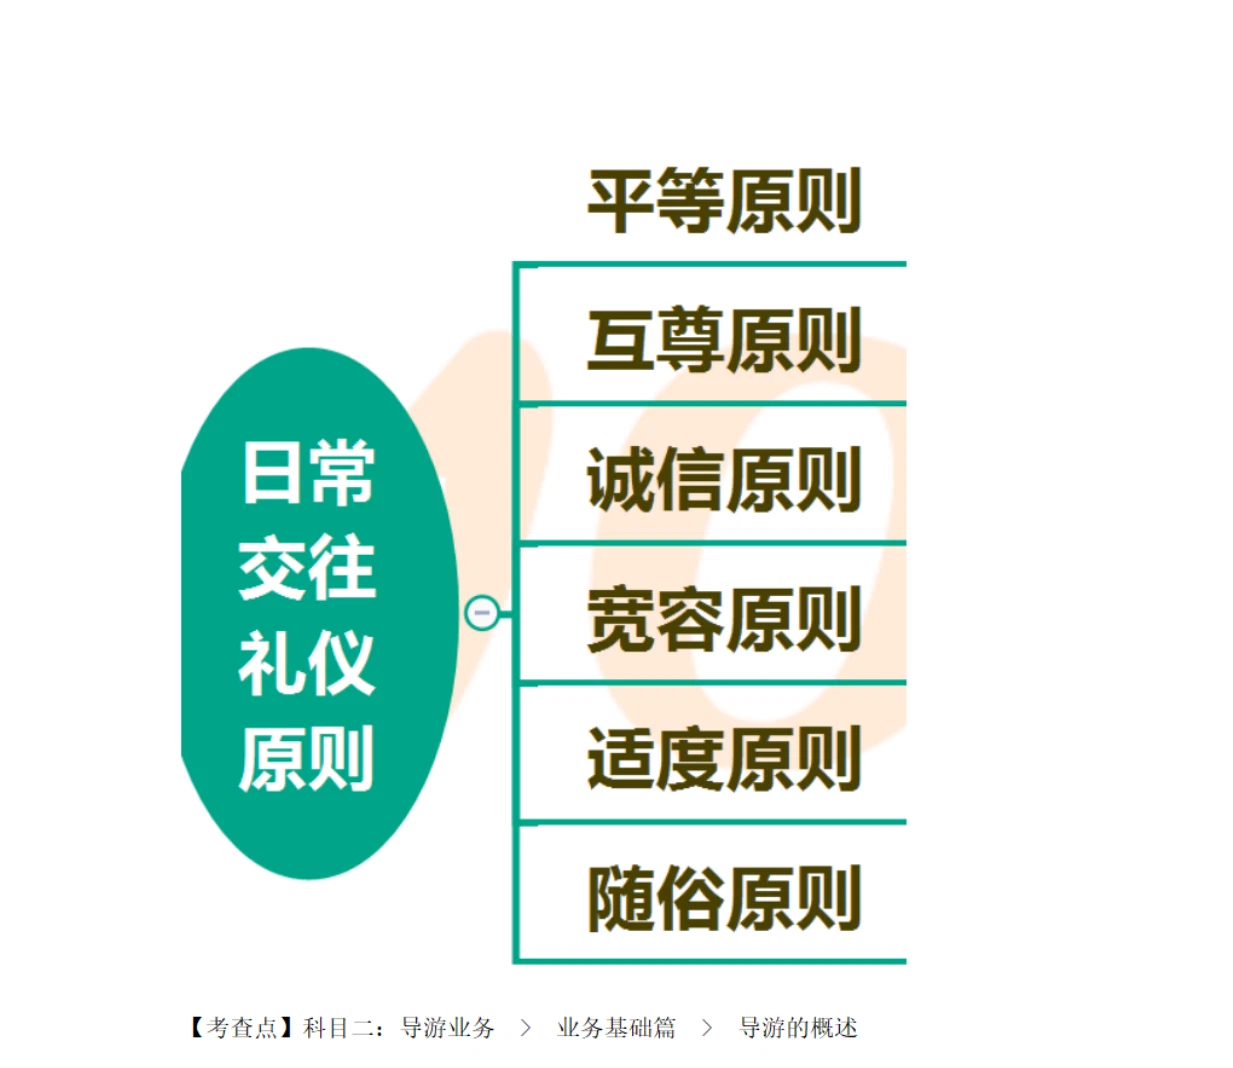 平等原则
互尊原则
诚信原则
宽容原则
适度原则
随俗原则
日常
交往
礼仪
原则
【考查点】科目二：导游业务 > 业务基础篇 > 导游的概述